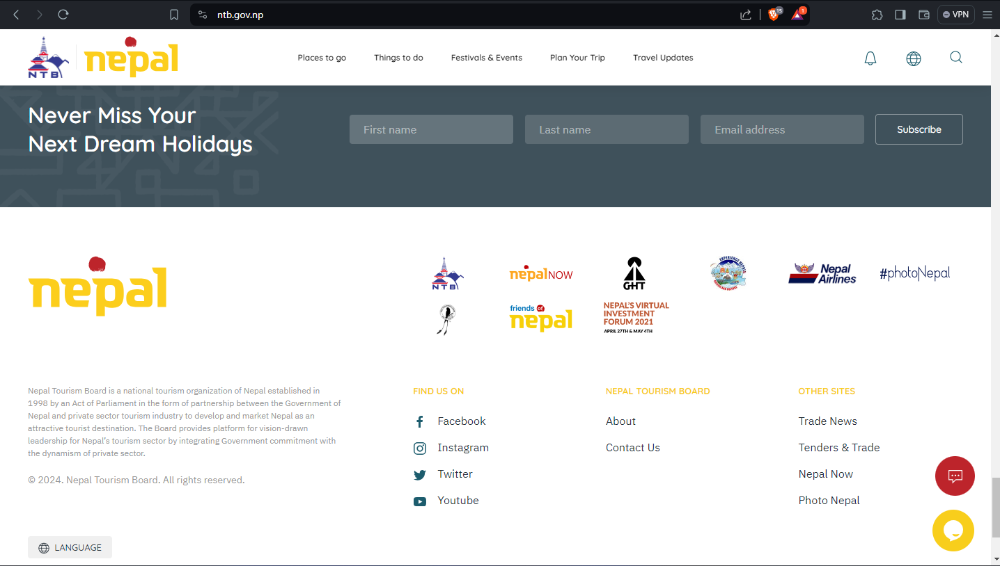 ntb.gov.np
15
1
VPN
NTB
nepal
Places to go
Things to do
Festivals & Events
Plan Your Trip
Travel Updates
Never Miss Your
Next Dream Holidays
First name
Last name
Email address
Subscribe
nepal
NTB
nepalNOW
GHT
EXPERIENCE NEPAL
Nepal
Airlines
#photoNepal
friends of
nepal
NEPAL'S VIRTUAL
INVESTMENT
FORUM 2021
APRIL 27TH & MAY 4TH
Nepal Tourism Board is a national tourism organization of Nepal established in
1998 by an Act of Parliament in the form of partnership between the Government of
Nepal and private sector tourism industry to develop and market Nepal as an
attractive tourist destination. The Board provides platform for vision-drawn
leadership for Nepal's tourism sector by integrating Government commitment with
the dynamism of private sector.
© 2024. Nepal Tourism Board. All rights reserved.
FIND US ON
Facebook
Instagram
Twitter
Youtube
NEPAL TOURISM BOARD
About
Contact Us
OTHER SITES
Trade News
Tenders & Trade
Nepal Now
Photo Nepal
LANGUAGE